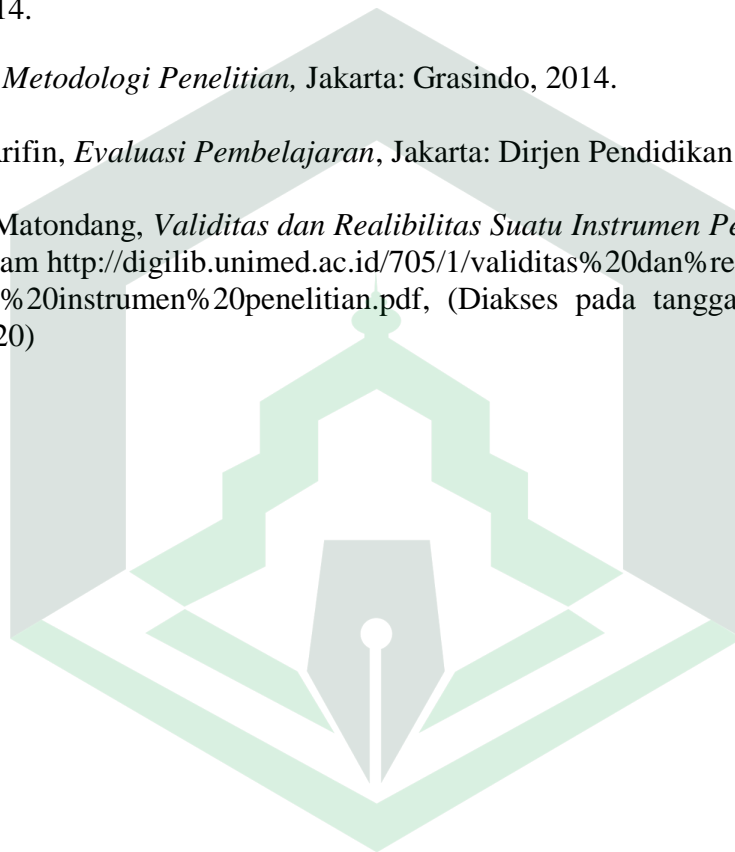 14.
Metodologi Penelitian, Jakarta: Grasindo, 2014.
rifin, Evaluasi Pembelajaran, Jakarta: Dirjen Pendidikan
Matondang, Validitas dan Realibilitas Suatu Instrumen Pe
am http://digilib.unimed.ac.id/705/1/validitas%20dan%re
%20instrumen%20penelitian.pdf, (Diakses pada tangga
20)